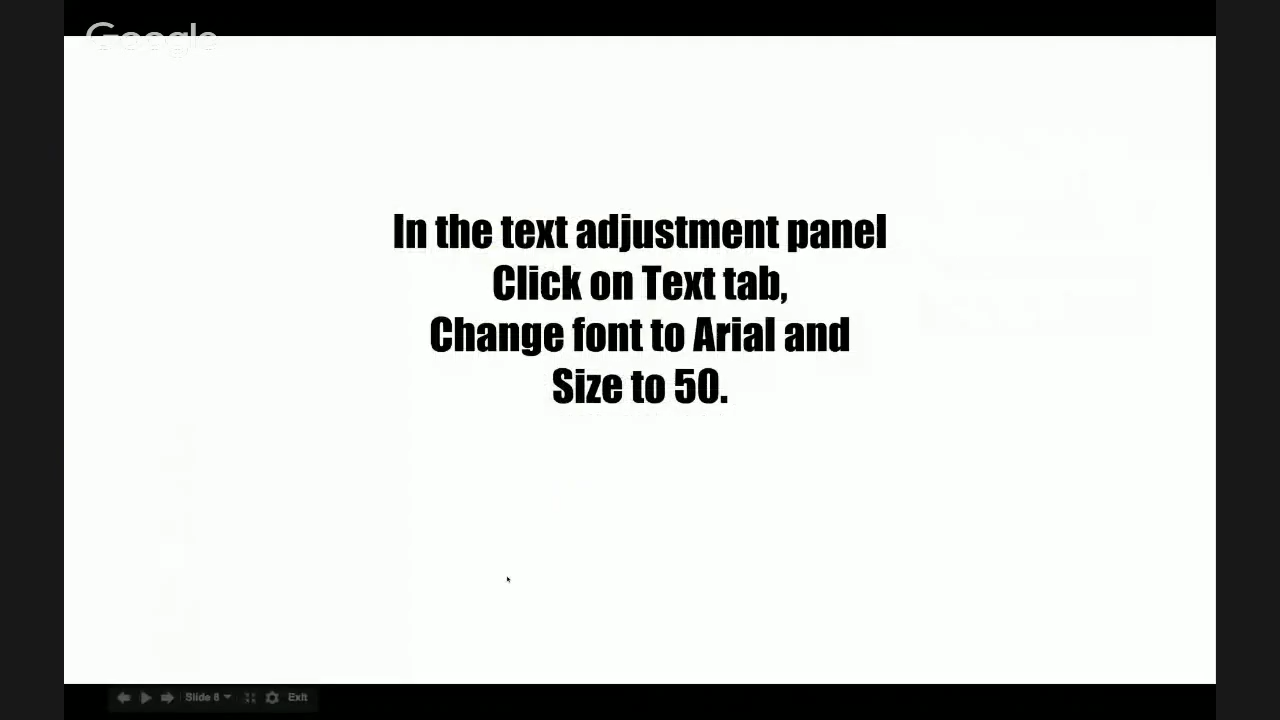 Google
In the text adjustment panel
Click on Text tab,
Change font to Arial and
Size to 50.
Slide 8
Exit